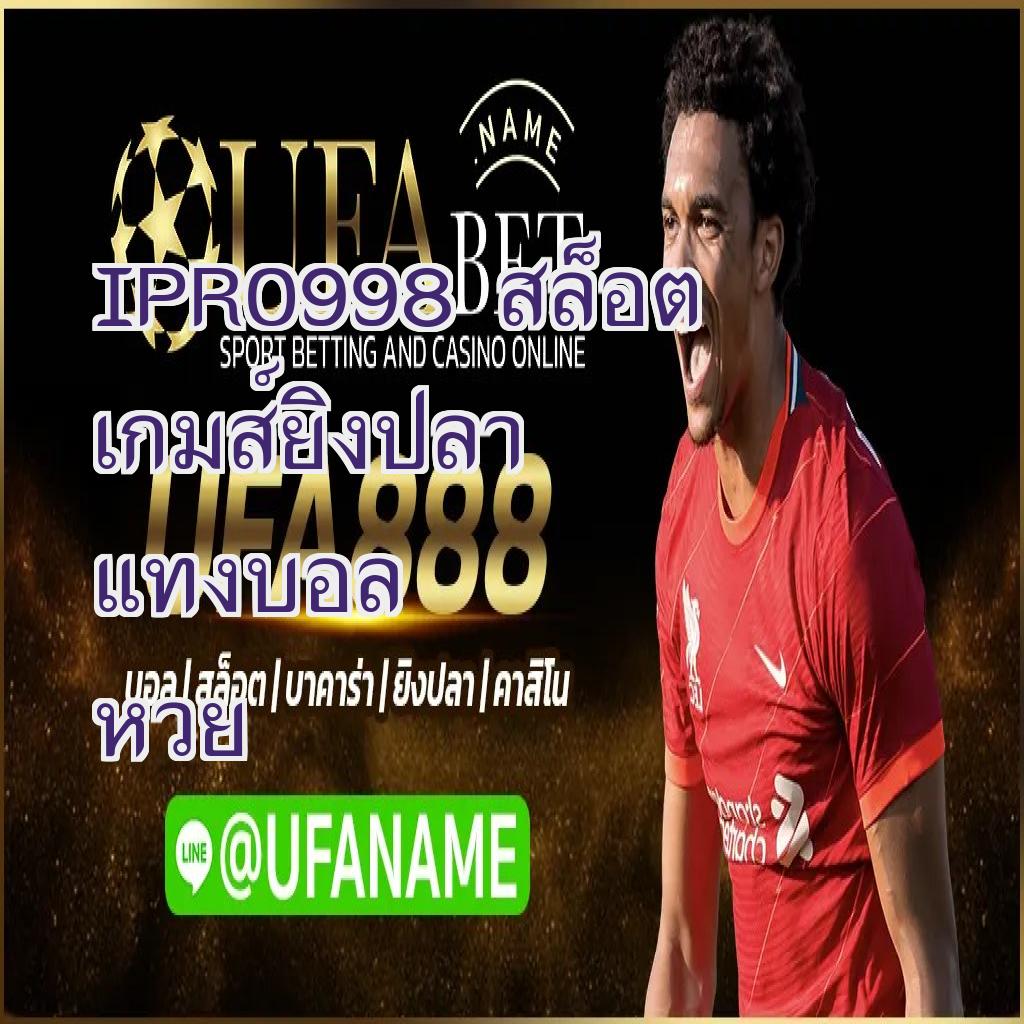 .NAME
UFA BET
IPRO998 สล็อต
SPORT BETTING AND CASINO ONLINE
เกมส์ยิงปลา
UFA888
แทงบอล
บอล | สล็อต | บาคาร่า | ยิงปลา | คาสิโน
หวย
LINE @UFANAME